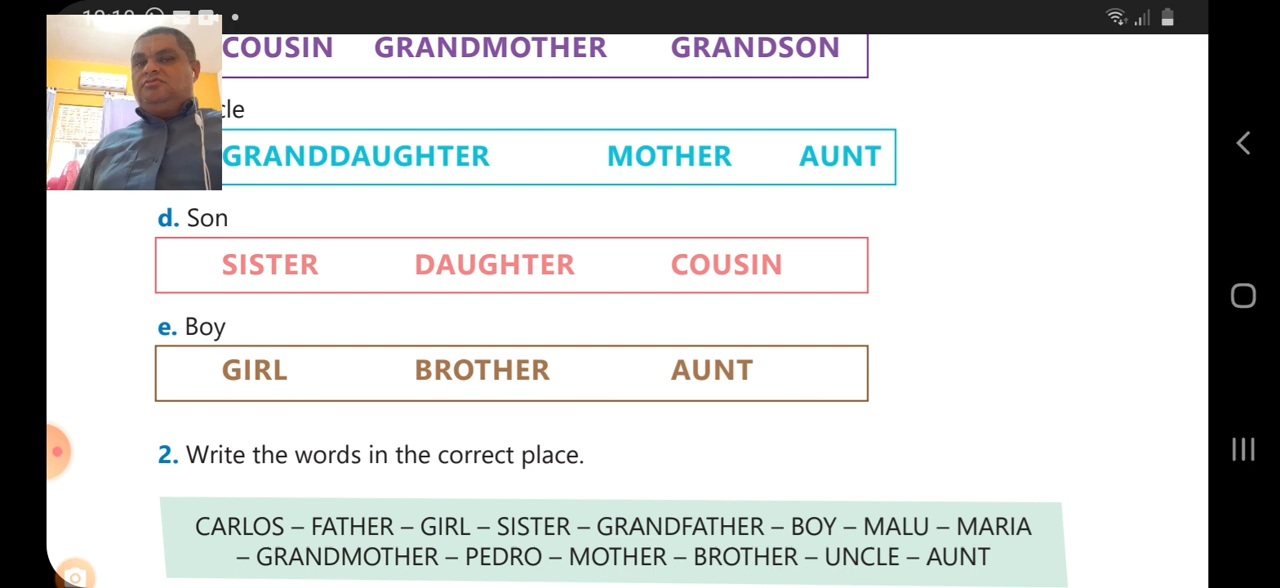 COUSIN GRANDMOTHER GRANDSON
GRANDDAUGHTER MOTHER AUNT
d. Son
SISTER DAUGHTER COUSIN
e. Boy
GIRL BROTHER AUNT
2. Write the words in the correct place.
CARLOS – FATHER – GIRL – SISTER – GRANDFATHER – BOY – MALU – MARIA
– GRANDMOTHER – PEDRO – MOTHER – BROTHER – UNCLE – AUNT